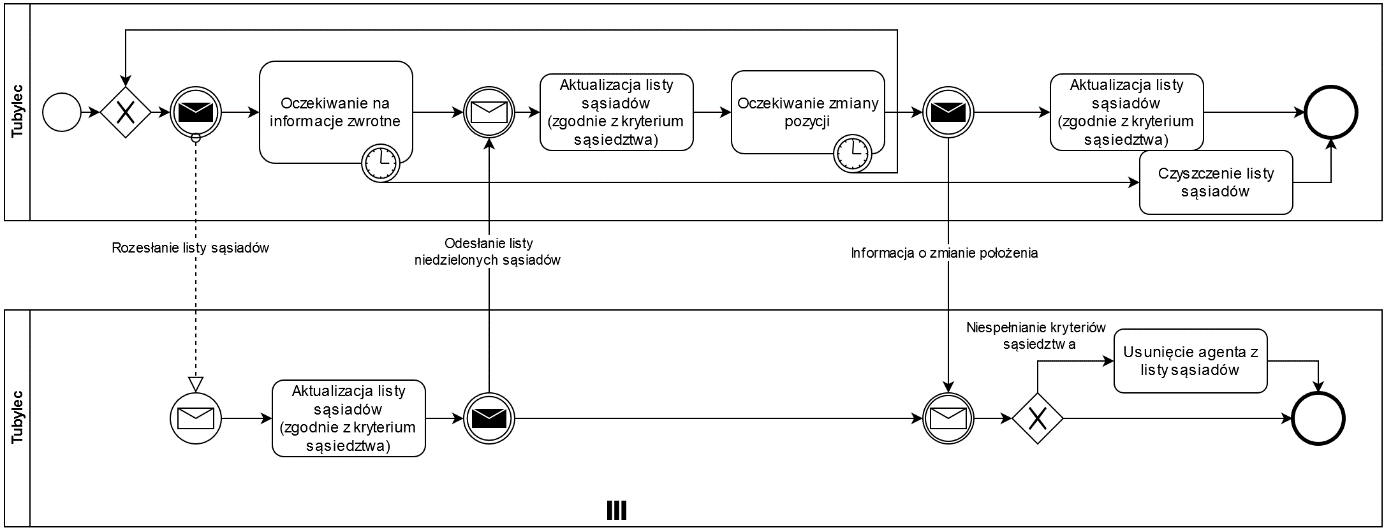 Tubylec
Oczekiwanie na
informacje zwrotne
Aktualizacja listy
sąsiadów
(zgodnie z kryterium
sąsiedztwa)
Oczekiwanie zmiany
pozycji
Aktualizacja listy
sąsiadów
(zgodnie z kryterium
sąsiedztwa)
Czyszczenie listy
sąsiadów
Rozesłanie listy sąsiadów
Odesłanie listy
niedzielonych sąsiadów
Informacja o zmianie położenia
Tubylec
Aktualizacja listy
sąsiadów
(zgodnie z kryterium
sąsiedztwa)
Niespełnianie kryteriów
sąsiedztwa
Usunięcie agenta z
listy sąsiadów